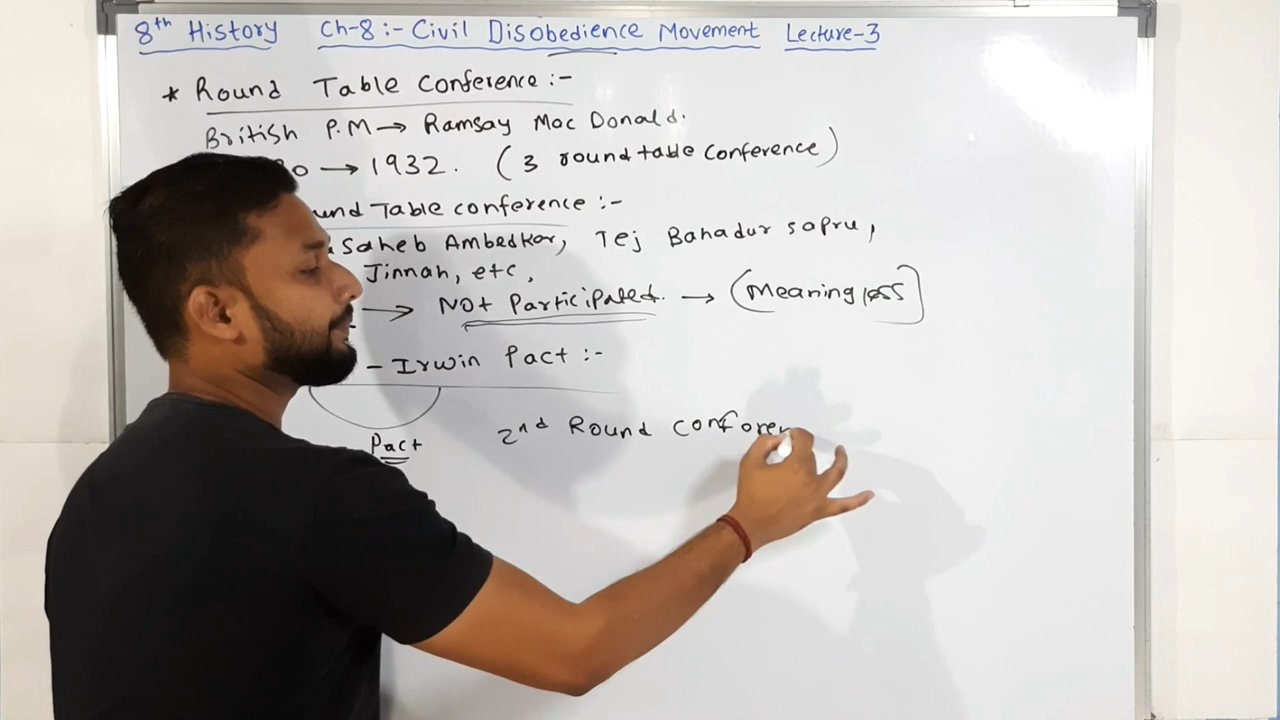 8th History Ch-8:- Civil Disobedience Movement Lecture-3
* Round Table Conference :-
British P.M → Ramsay Mac Donald.
→ 1932. (3 round table conference)
Table conference :-
Saheb Ambedkar, Tej Bahadur Sapru,
Jinnah, etc,
→ Not Participated. → (Meaningless)
- Irwin Pact :-
2nd Round Conferen
Pact